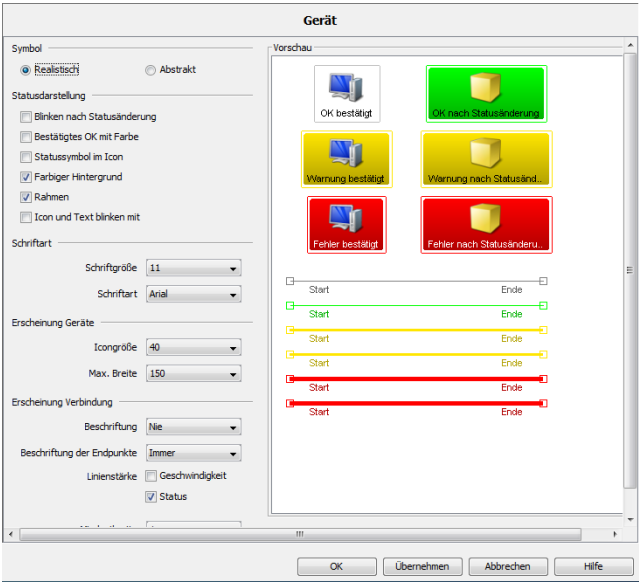 Gerät
Symbol
Realistisch
Abstrakt
Statusdarstellung
Blinken nach Statusänderung
Bestätigtes OK mit Farbe
Statussymbol im Icon
Farbiger Hintergrund
Rahmen
Icon und Text blinken mit
Schriftart
Schriftgröße 11
Schriftart Arial
Erscheinung Geräte
Icongröße 40
Max. Breite 150
Erscheinung Verbindung
Beschriftung Nie
Beschriftung der Endpunkte Immer
Linienstärke Geschwindigkeit
Status
Vorschau
OK bestätigt
OK nach Statusänderung
Warnung bestätigt
Warnung nach Statusänd..
Fehler bestätigt
Fehler nach Statusänderu..
Start Ende
Start Ende
Start Ende
Start Ende
Start Ende
Start Ende
OK
Übernehmen
Abbrechen
Hilfe